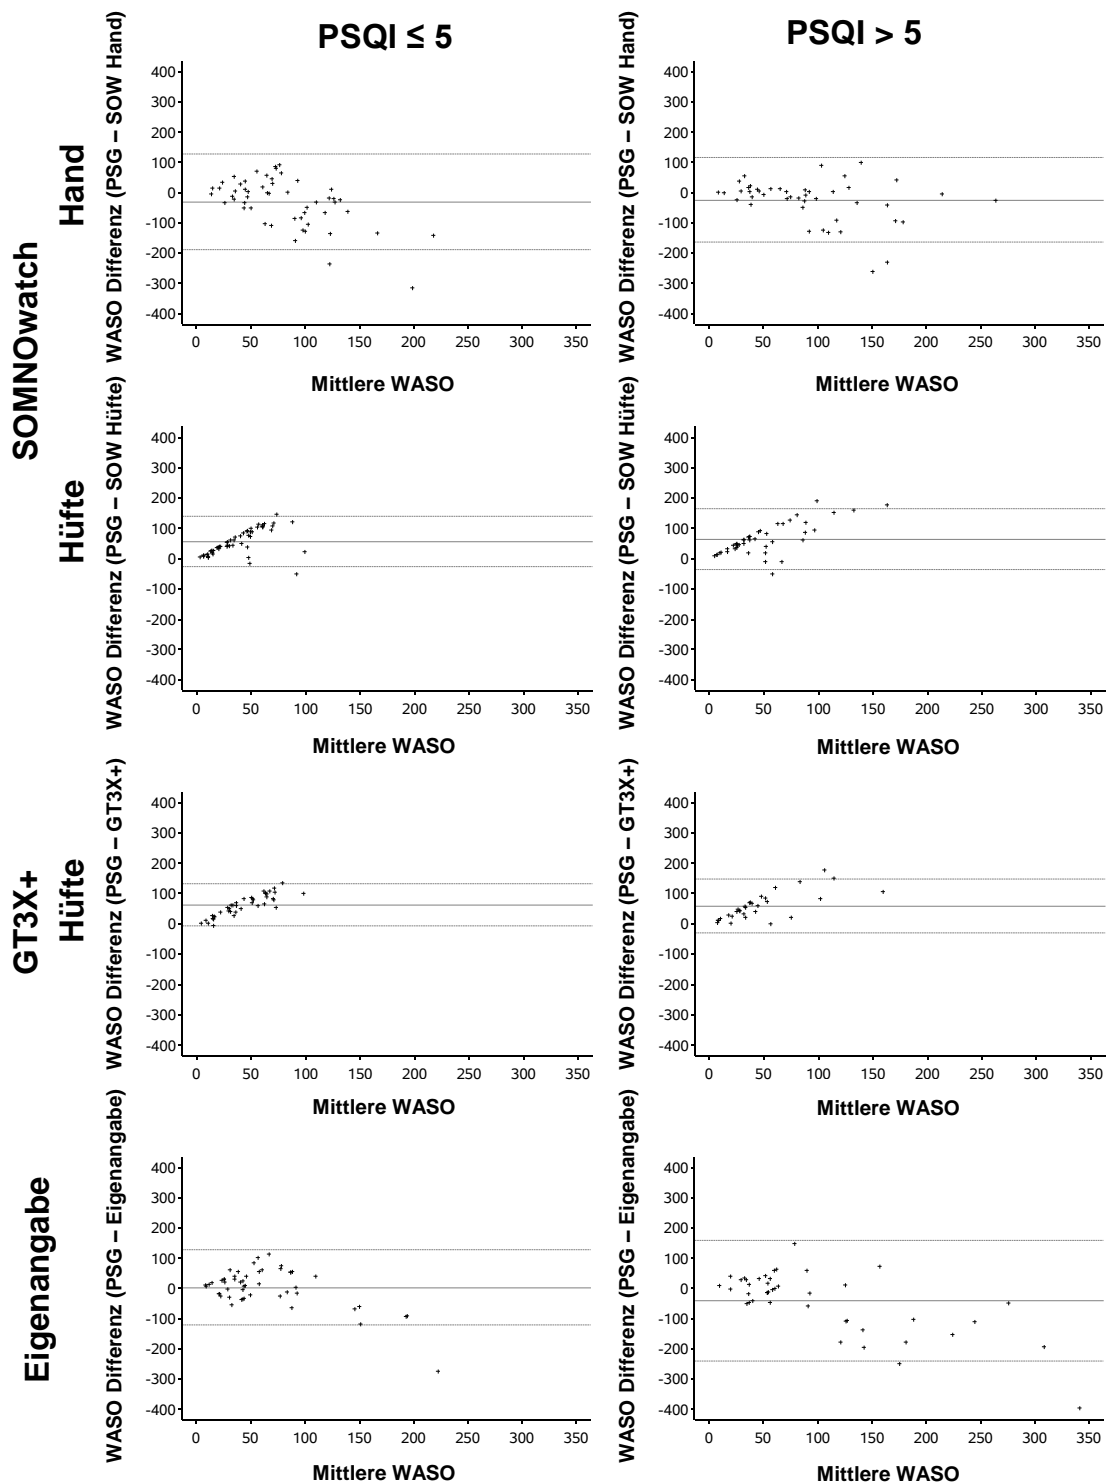 PSQI ≤ 5
PSQI > 5
SOMNOwatch
Hand
WASO Differenz (PSG – SOW Hand)
400
300
200
100
0
-100
-200
-300
-400
0 50 100 150 200 250 300 350
Mittlere WASO
WASO Differenz (PSG – SOW Hand)
400
300
200
100
0
-100
-200
-300
-400
0 50 100 150 200 250 300 350
Mittlere WASO
Hüfte
WASO Differenz (PSG – SOW Hüfte)
400
300
200
100
0
-100
-200
-300
-400
0 50 100 150 200 250 300 350
Mittlere WASO
WASO Differenz (PSG – SOW Hüfte)
400
300
200
100
0
-100
-200
-300
-400
0 50 100 150 200 250 300 350
Mittlere WASO
GT3X+
Hüfte
WASO Differenz (PSG – GT3X+)
400
300
200
100
0
-100
-200
-300
-400
0 50 100 150 200 250 300 350
Mittlere WASO
WASO Differenz (PSG – GT3X+)
400
300
200
100
0
-100
-200
-300
-400
0 50 100 150 200 250 300 350
Mittlere WASO
Eigenangabe
WASO Differenz (PSG – Eigenangabe)
400
300
200
100
0
-100
-200
-300
-400
0 50 100 150 200 250 300 350
Mittlere WASO
WASO Differenz (PSG – Eigenangabe)
400
300
200
100
0
-100
-200
-300
-400
0 50 100 150 200 250 300 350
Mittlere WASO